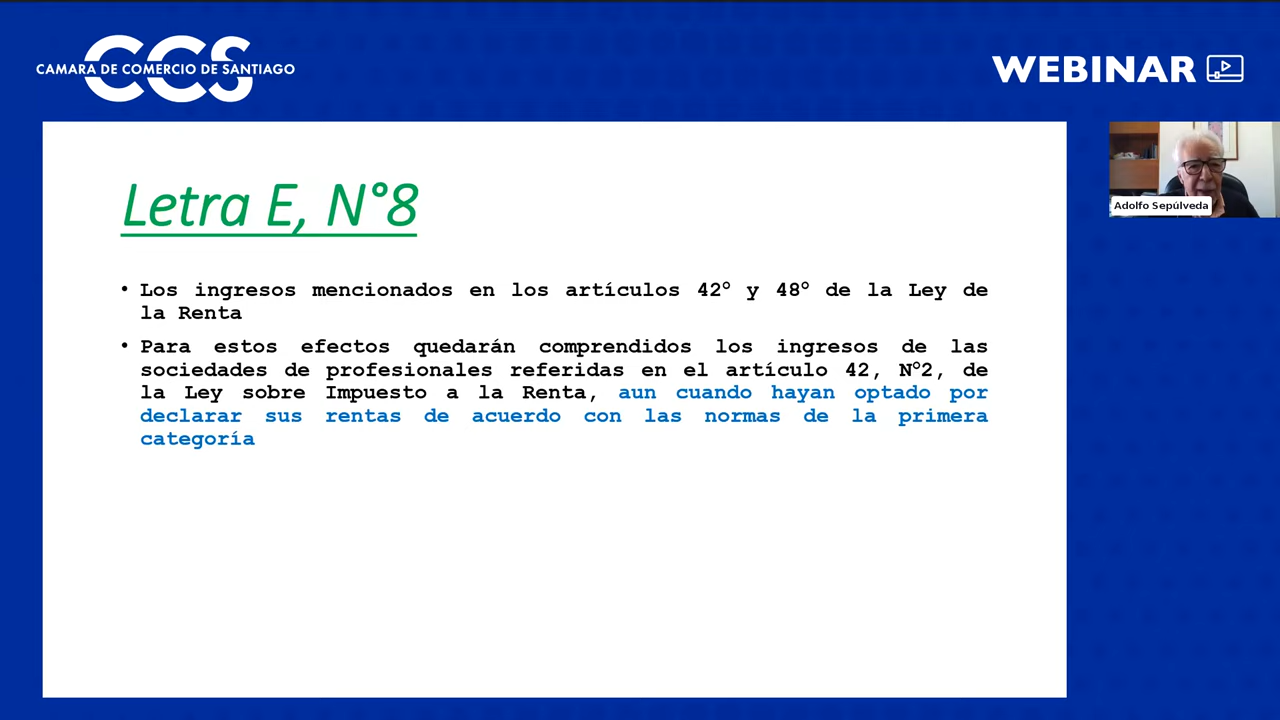 CCS
CAMARA DE COMERCIO DE SANTIAGO
WEBINAR
Adolfo Sepúlveda
Letra E, N°8
• Los ingresos mencionados en los artículos 42° y 48° de la Ley de
la Renta
• Para estos efectos quedarán comprendidos los ingresos de las
sociedades de profesionales referidas en el artículo 42, N°2, de
la Ley sobre Impuesto a la Renta, aun cuando hayan optado por
declarar sus rentas de acuerdo con las normas de la primera
categoría